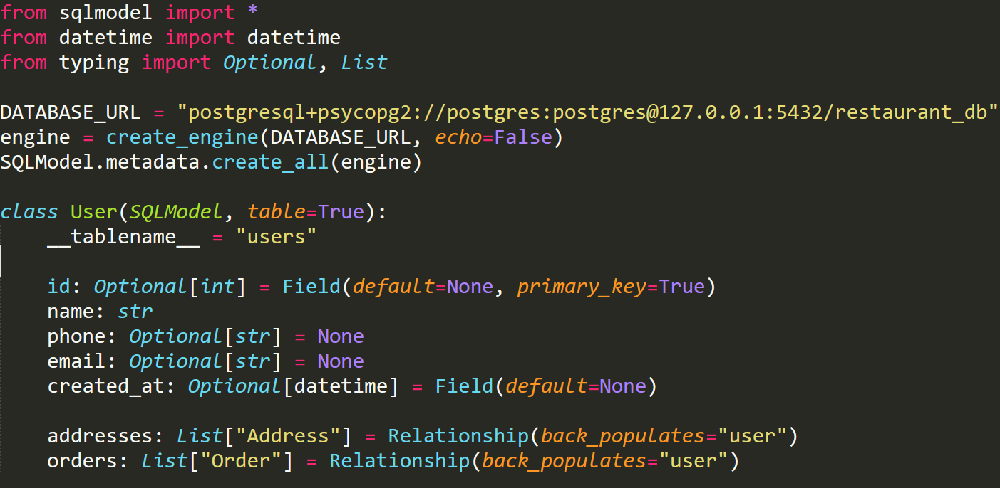 from sqlmodel import *
from datetime import datetime
from typing import Optional, List
DATABASE_URL = "postgresql+psycopg2://postgres:postgres@127.0.0.1:5432/restaurant_db"
engine = create_engine(DATABASE_URL, echo=False)
SQLModel.metadata.create_all(engine)
class User(SQLModel, table=True):
    __tablename__ = "users"
    id: Optional[int] = Field(default=None, primary_key=True)
    name: str
    phone: Optional[str] = None
    email: Optional[str] = None
    created_at: Optional[datetime] = Field(default=None)
    addresses: List["Address"] = Relationship(back_populates="user")
    orders: List["Order"] = Relationship(back_populates="user")